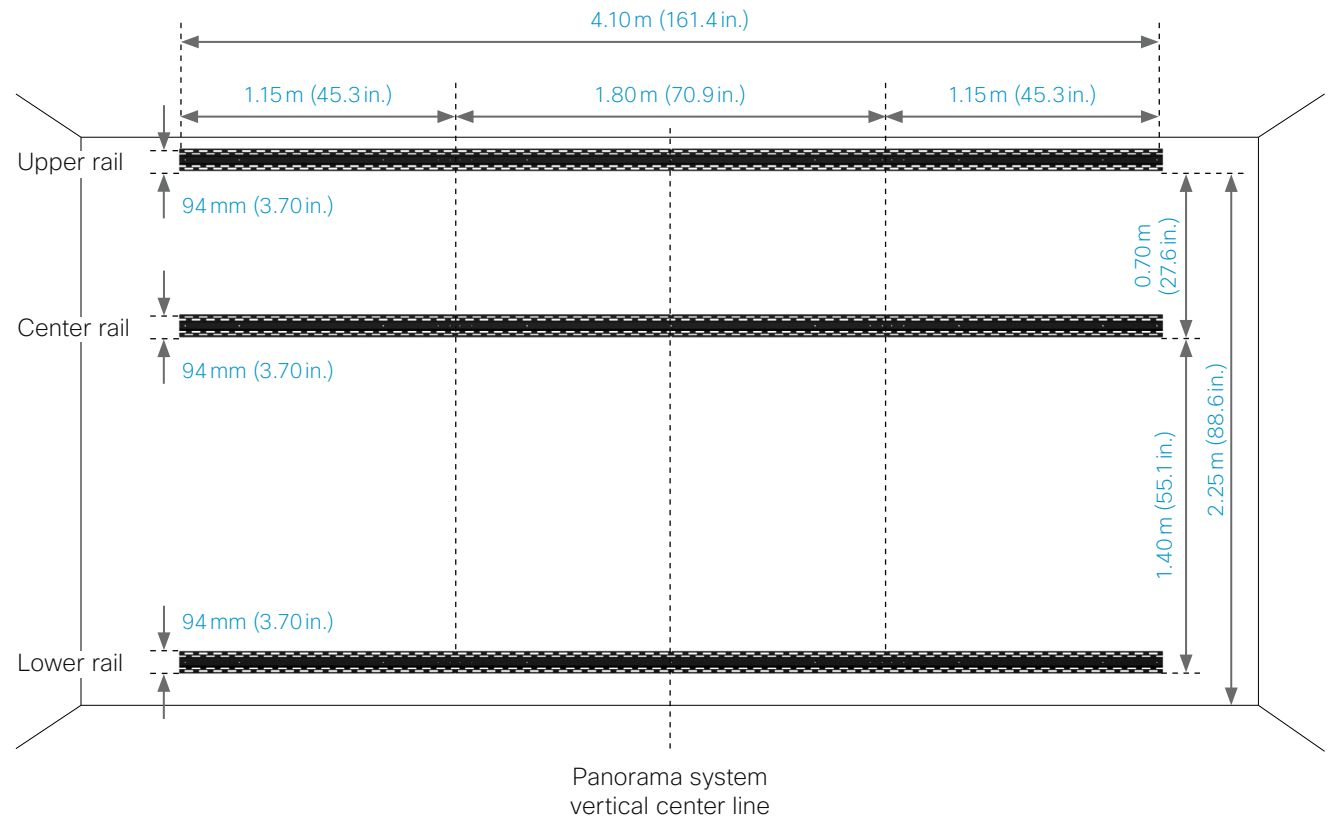 4.10 m (161.4 in.)
1.15 m (45.3 in.)
1.80 m (70.9 in.)
1.15 m (45.3 in.)
Upper rail
94 mm (3.70 in.)
0.70 m
(27.6 in.)
Center rail
94 mm (3.70 in.)
2.25 m (88.6 in.)
1.40 m (55.1 in.)
94 mm (3.70 in.)
Lower rail
Panorama system
vertical center line